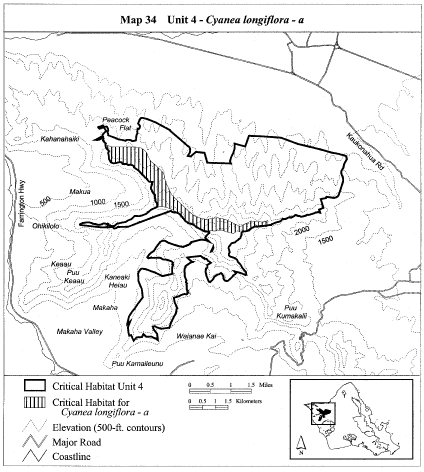 Map 34 Unit 4 - Cyanea longiflora - a
Peacock
Flat
Kahanahaiki
Kaukonahua Rd
Farrington Hwy
Makua
500
1000
1500
Ohikilolo
2000
1500
Keaau
Puu
Keaau
Kaneaki
Heiau
Makaha
Puu
Kumakalii
Makaha Valley
Waianae Kai
Puu Kamaileunu
Critical Habitat Unit 4
Critical Habitat for
Cyanea longiflora - a
Elevation (500-ft. contours)
Major Road
Coastline
0 0.5 1 1.5 Miles
0 0.5 1 1.5 Kilometers
N